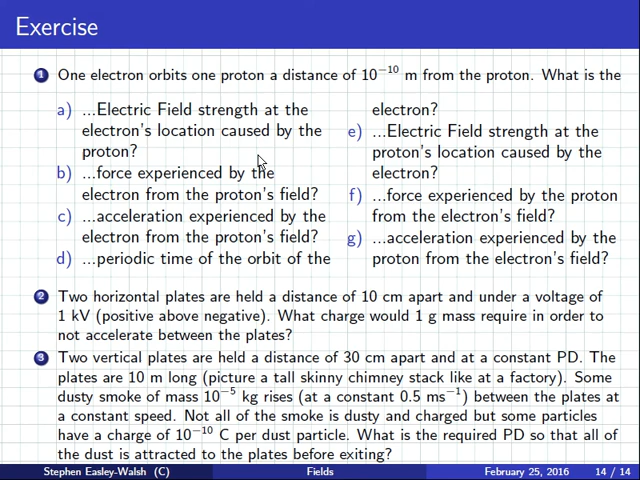 Exercise
1 One electron orbits one proton a distance of 10⁻¹⁰ m from the proton. What is the
a) ...Electric Field strength at the
electron's location caused by the
proton?
b) ...force experienced by the
electron from the proton's field?
c) ...acceleration experienced by the
electron from the proton's field?
d) ...periodic time of the orbit of the
electron?
e) ...Electric Field strength at the
proton's location caused by the
electron?
f) ...force experienced by the proton
from the electron's field?
g) ...acceleration experienced by the
proton from the electron's field?
2 Two horizontal plates are held a distance of 10 cm apart and under a voltage of
1 kV (positive above negative). What charge would 1 g mass require in order to
not accelerate between the plates?
3 Two vertical plates are held a distance of 30 cm apart and at a constant PD. The
plates are 10 m long (picture a tall skinny chimney stack like at a factory). Some
dusty smoke of mass 10⁻⁵ kg rises (at a constant 0.5 ms⁻¹) between the plates at
a constant speed. Not all of the smoke is dusty and charged but some particles
have a charge of 10⁻¹⁰ C per dust particle. What is the required PD so that all of
the dust is attracted to the plates before exiting?
Stephen Easley-Walsh (C) Fields February 25, 2016 14 / 14